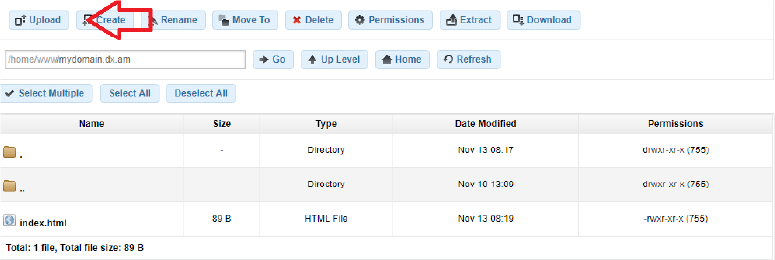 Upload Create Rename Move To Delete Permissions Extract Download
/home/www/mydomain.dx.am Go Up Level Home Refresh
Select Multiple Select All Deselect All
Name Size Type Date Modified Permissions
. - Directory Nov 13 08:17 drwxr-xr-x (755)
.. Directory Nov 10 13:09 drwxr-xr-x (755)
index.html 89 B HTML File Nov 13 08:19 -rwxr-xr-x (755)
Total: 1 file, Total file size: 89 B